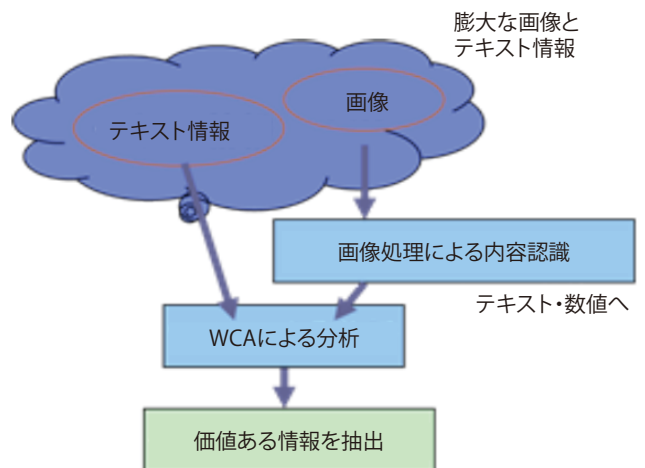 膨大な画像と
テキスト情報
画像
テキスト情報
画像処理による内容認識
テキスト・数値へ
WCAによる分析
価値ある情報を抽出